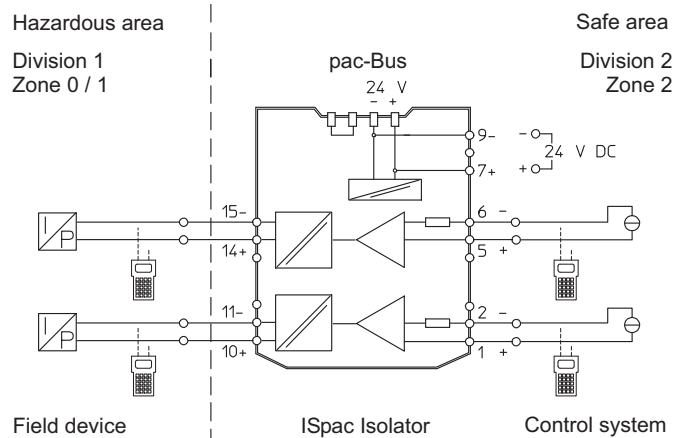 Hazardous area
Safe area
Division 1
Zone 0 / 1
pac-Bus
Division 2
Zone 2
24 V
- +
9-
- 24 V DC
7+
+
15-
6 -
I/P
14+
5 +
11-
2 -
I/P
10+
1 +
Field device
ISpac Isolator
Control system